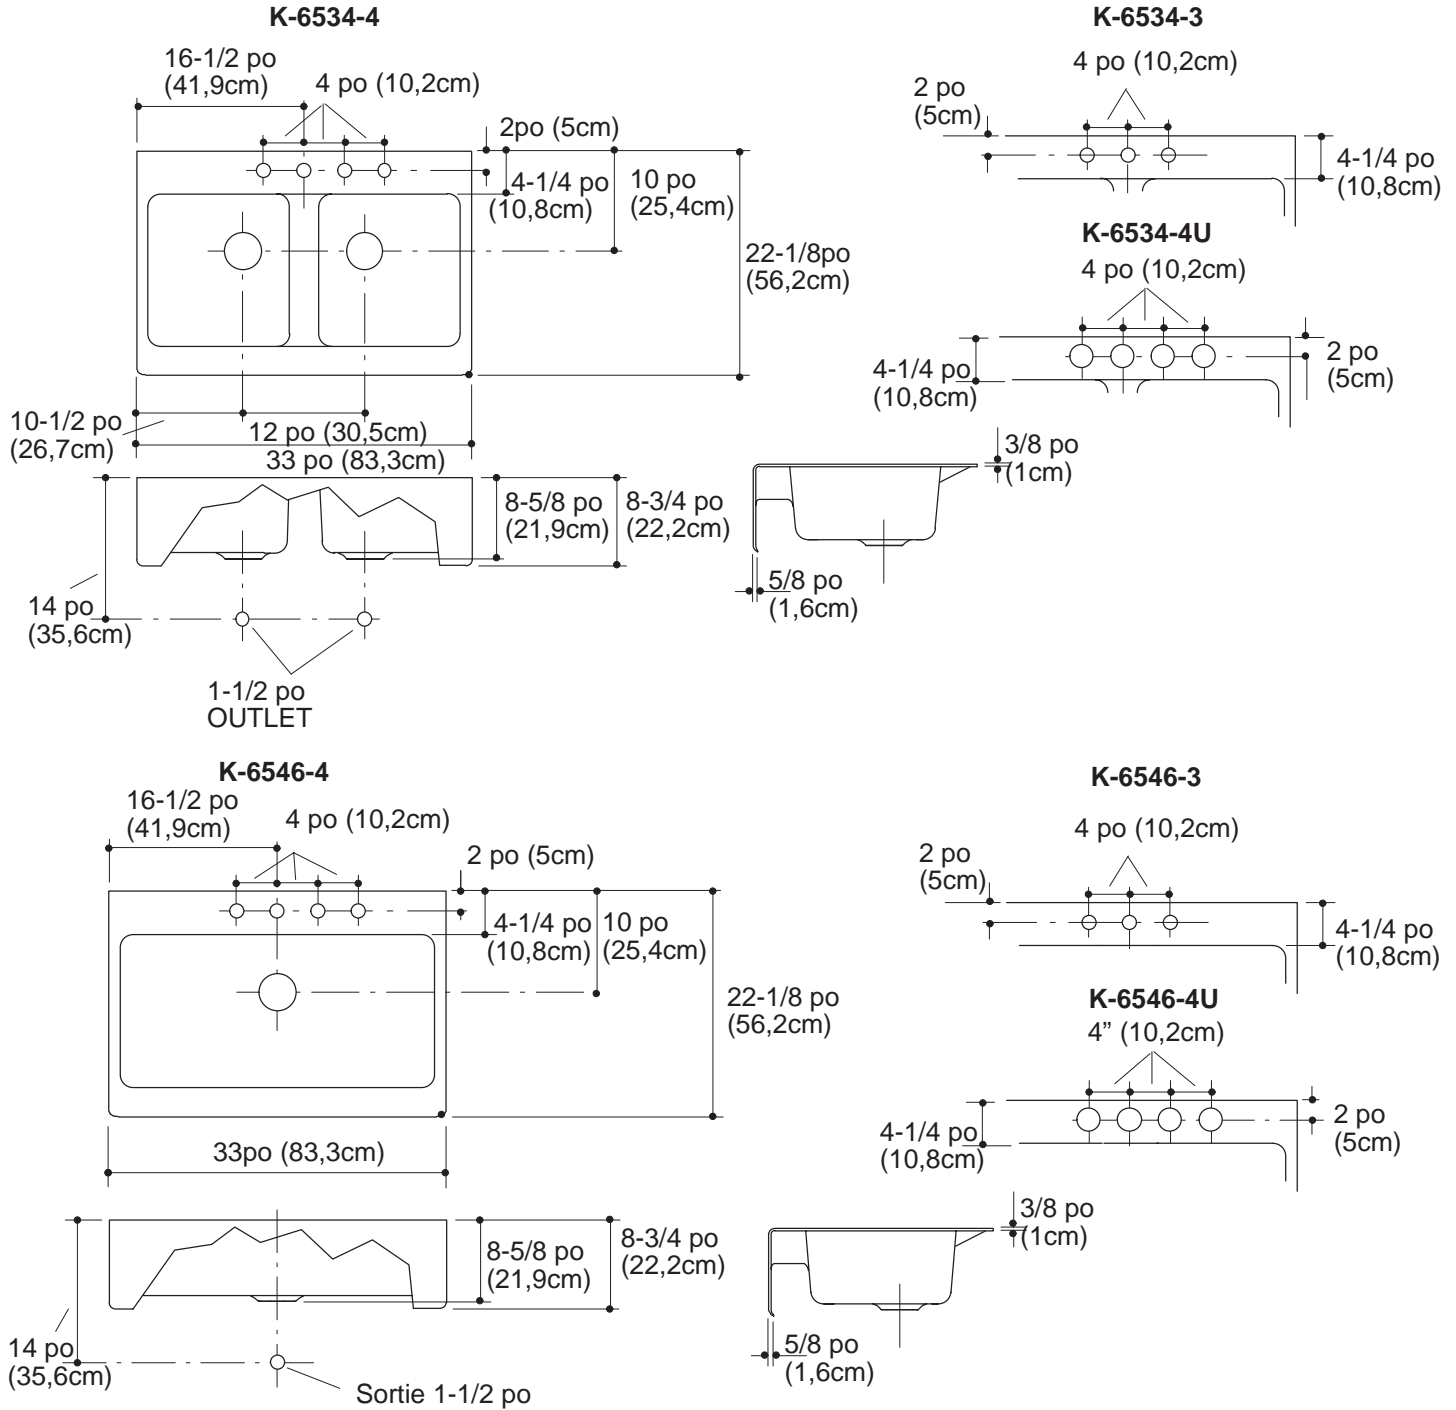 K-6534-4
16-1/2 po
(41,9cm)
4 po (10,2cm)
2po (5cm)
4-1/4 po
(10,8cm)
10 po
(25,4cm)
22-1/8po
(56,2cm)
10-1/2 po
(26,7cm)
12 po (30,5cm)
33 po (83,3cm)
8-5/8 po
(21,9cm)
8-3/4 po
(22,2cm)
14 po
(35,6cm)
1-1/2 po
OUTLET
K-6534-3
4 po (10,2cm)
2 po
(5cm)
4-1/4 po
(10,8cm)
K-6534-4U
4 po (10,2cm)
4-1/4 po
(10,8cm)
2 po
(5cm)
3/8 po
(1cm)
5/8 po
(1,6cm)
K-6546-4
16-1/2 po
(41,9cm)
4 po (10,2cm)
2 po (5cm)
4-1/4 po
(10,8cm)
10 po
(25,4cm)
22-1/8 po
(56,2cm)
33po (83,3cm)
8-5/8 po
(21,9cm)
8-3/4 po
(22,2cm)
14 po
(35,6cm)
Sortie 1-1/2 po
K-6546-3
4 po (10,2cm)
2 po
(5cm)
4-1/4 po
(10,8cm)
K-6546-4U
4” (10,2cm)
4-1/4 po
(10,8cm)
2 po
(5cm)
3/8 po
(1cm)
5/8 po
(1,6cm)